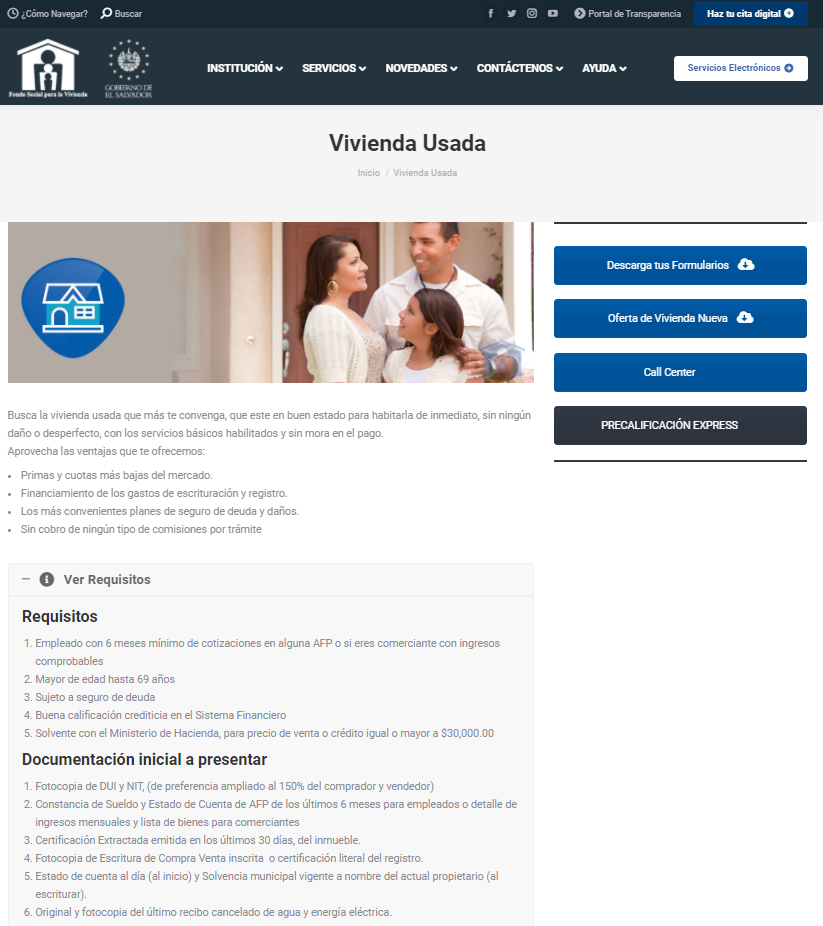 ¿Cómo Navegar? Buscar Portal de Transparencia Haz tu cita digital
Fondo Social para la Vivienda
GOBIERNO DE
EL SALVADOR
INSTITUCIÓN SERVICIOS NOVEDADES CONTÁCTENOS AYUDA Servicios Electrónicos
Vivienda Usada
Inicio / Vivienda Usada
Descarga tus Formularios
Oferta de Vivienda Nueva
Call Center
PRECALIFICACIÓN EXPRESS
Busca la vivienda usada que más te convenga, que este en buen estado para habitarla de inmediato, sin ningún
daño o desperfecto, con los servicios básicos habilitados y sin mora en el pago.
Aprovecha las ventajas que te ofrecemos:
• Primas y cuotas más bajas del mercado.
• Financiamiento de los gastos de escrituración y registro.
• Los más convenientes planes de seguro de deuda y daños.
• Sin cobro de ningún tipo de comisiones por trámite
Ver Requisitos
Requisitos
1. Empleado con 6 meses mínimo de cotizaciones en alguna AFP o si eres comerciante con ingresos
comprobables
2. Mayor de edad hasta 69 años
3. Sujeto a seguro de deuda
4. Buena calificación crediticia en el Sistema Financiero
5. Solvente con el Ministerio de Hacienda, para precio de venta o crédito igual o mayor a $30,000.00
Documentación inicial a presentar
1. Fotocopia de DUI y NIT, (de preferencia ampliado al 150% del comprador y vendedor)
2. Constancia de Sueldo y Estado de Cuenta de AFP de los últimos 6 meses para empleados o detalle de
ingresos mensuales y lista de bienes para comerciantes
3. Certificación Extractada emitida en los últimos 30 días, del inmueble.
4. Fotocopia de Escritura de Compra Venta inscrita o certificación literal del registro.
5. Estado de cuenta al día (al inicio) y Solvencia municipal vigente a nombre del actual propietario (al
escriturar).
6. Original y fotocopia del último recibo cancelado de agua y energía eléctrica.